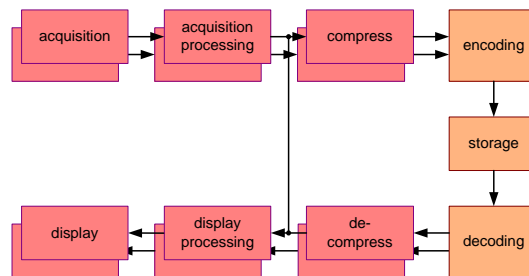 acquisition
acquisition
processing
compress
encoding
storage
display
display
processing
de-
compress
decoding